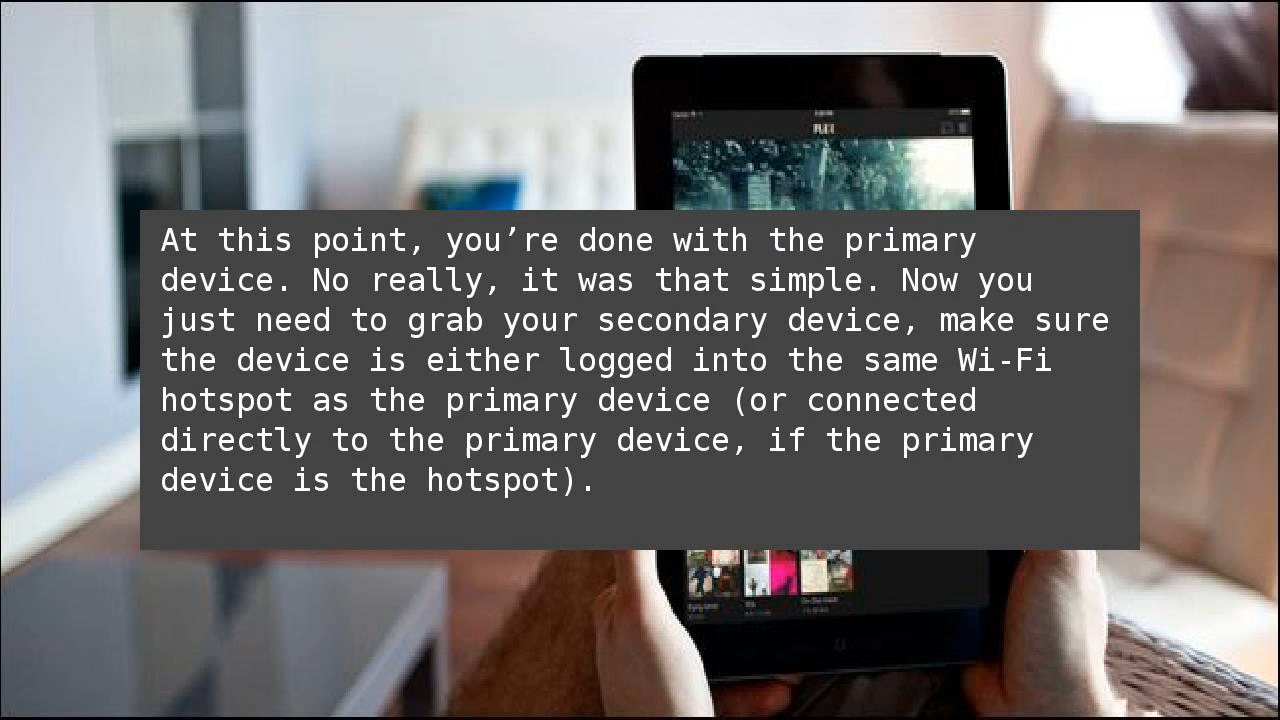 PLEX
At this point, you’re done with the primary
device. No really, it was that simple. Now you
just need to grab your secondary device, make sure
the device is either logged into the same Wi-Fi
hotspot as the primary device (or connected
directly to the primary device, if the primary
device is the hotspot).